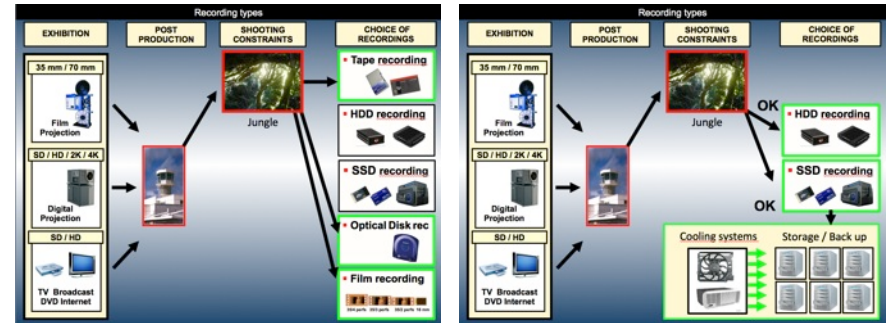 Recording types
EXHIBITION
POST PRODUCTION
SHOOTING CONSTRAINTS
CHOICE OF RECORDINGS
35 mm / 70 mm
Film
Projection
SD / HD / 2K / 4K
Digital
Projection
SD / HD
TV Broadcast
DVD Internet
Jungle
Tape recording
HDD recording
SSD recording
Optical Disk rec
Film recording
Recording types
EXHIBITION
POST PRODUCTION
SHOOTING CONSTRAINTS
CHOICE OF RECORDINGS
35 mm / 70 mm
Film
Projection
SD / HD / 2K / 4K
Digital
Projection
SD / HD
TV Broadcast
DVD Internet
Jungle
OK
HDD recording
SSD recording
OK
Cooling systems
Storage / Back up